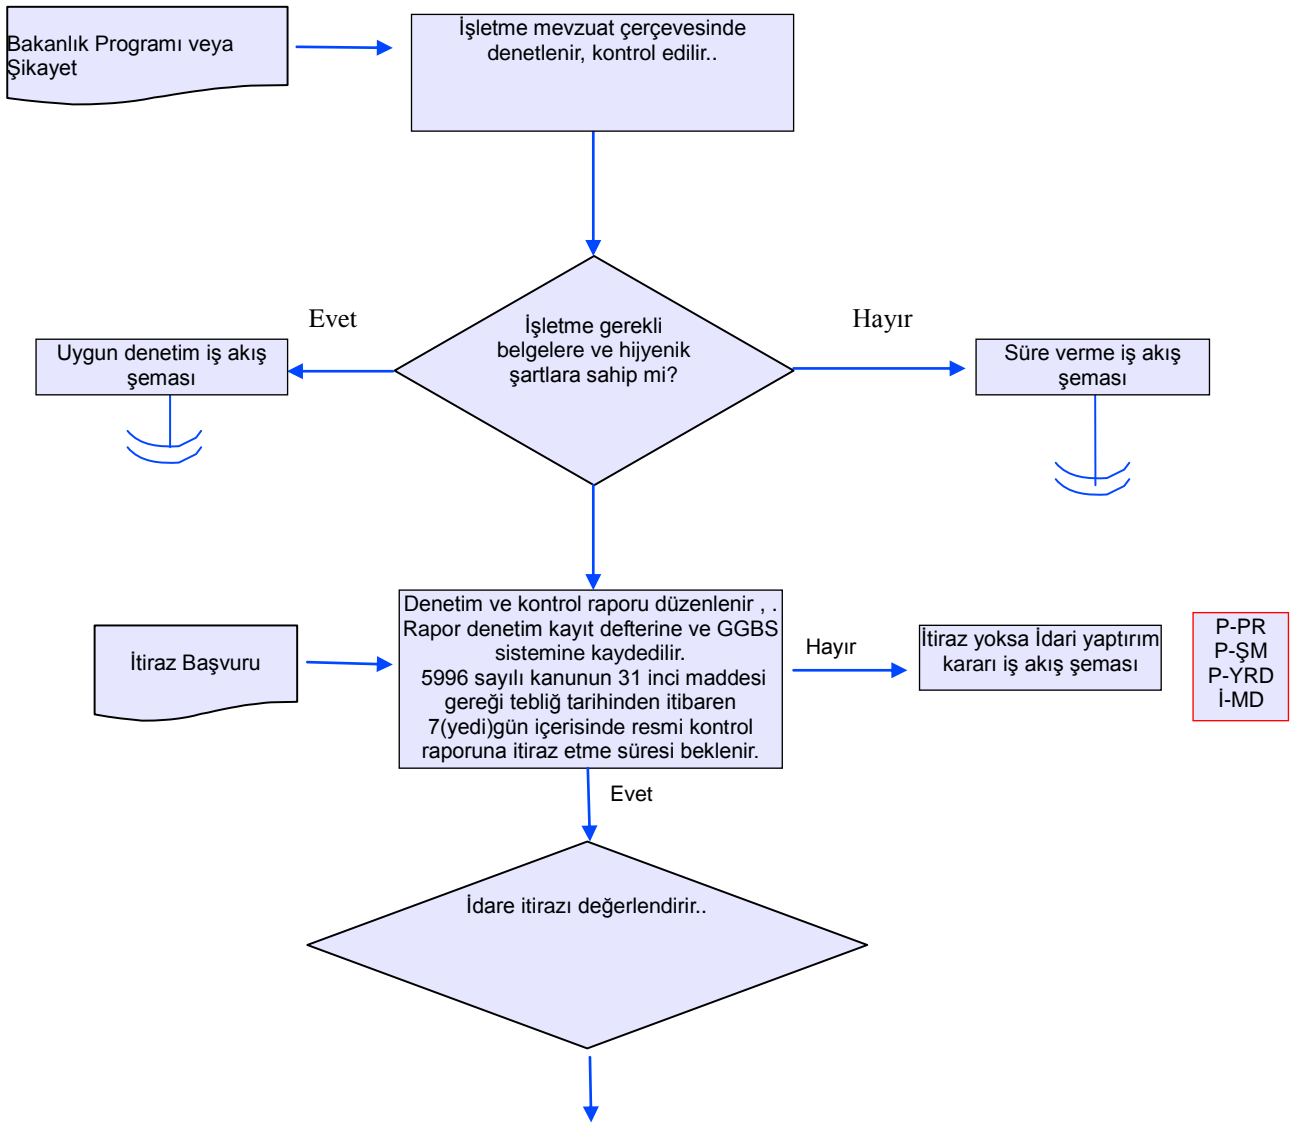 Bakanlık Programı veya
Şikayet
İşletme mevzuat çerçevesinde
denetlenir, kontrol edilir..
Evet
Hayır
İşletme gerekli
belgelere ve hijyenik
şartlara sahip mi?
Uygun denetim iş akış
şeması
Süre verme iş akış
şeması
Denetim ve kontrol raporu düzenlenir , .
Rapor denetim kayıt defterine ve GGBS
sistemine kaydedilir.
5996 sayılı kanunun 31 inci maddesi
gereği tebliğ tarihinden itibaren
7(yedi)gün içerisinde resmi kontrol
raporuna itiraz etme süresi beklenir.
İtiraz Başvuru
Hayır
İtiraz yoksa İdari yaptırım
kararı iş akış şeması
P-PR
P-ŞM
P-YRD
İ-MD
Evet
İdare itirazı değerlendirir..